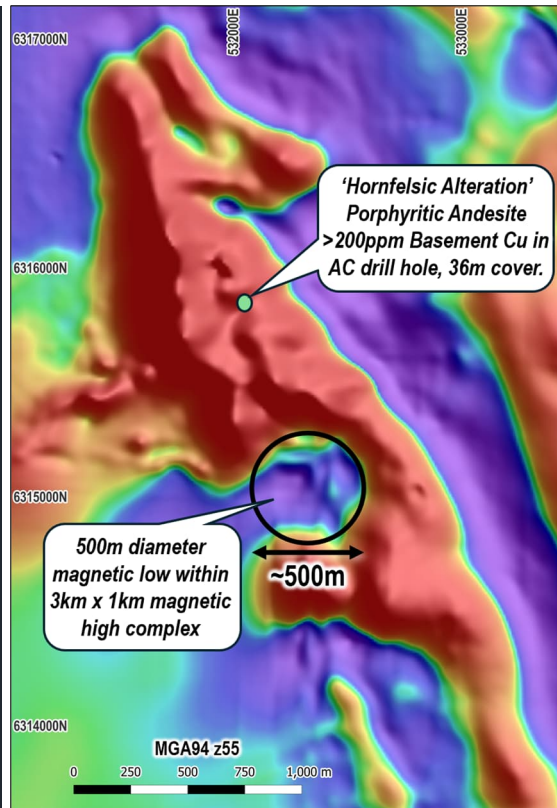 6317000N
532000E
533000E
‘Hornfelsic Alteration’
Porphyritic Andesite
>200ppm Basement Cu in
AC drill hole, 36m cover.
6316000N
6315000N
500m diameter
magnetic low within
3km x 1km magnetic
high complex
~500m
6314000N
MGA94 z55
0 250 500 750 1,000 m